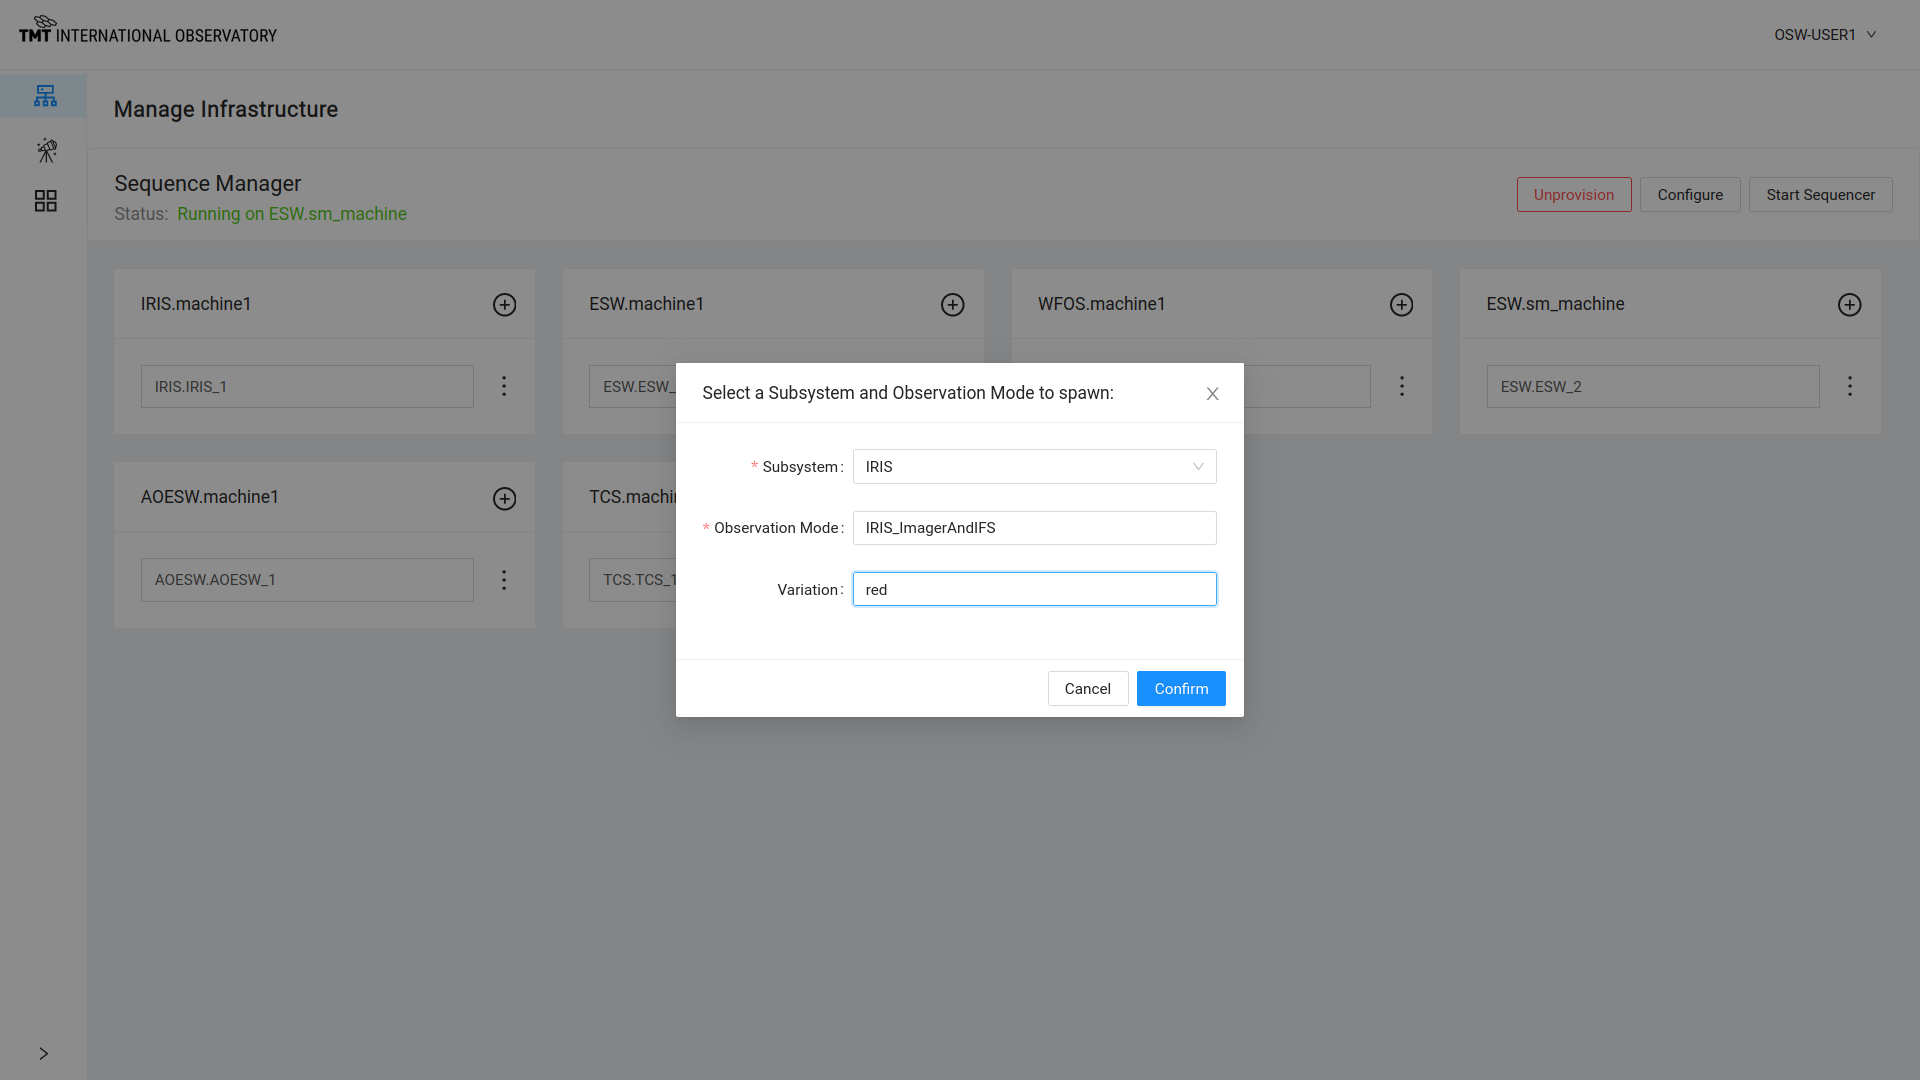 TMT INTERNATIONAL OBSERVATORY
OSW-USER1
Manage Infrastructure
Sequence Manager
Status: Running on ESW.sm_machine
Unprovision
Configure
Start Sequencer
IRIS.machine1
ESW.machine1
WFOS.machine1
ESW.sm_machine
IRIS.IRIS_1
ESW.ESW_
ESW.ESW_2
AOESW.machine1
TCS.machin
AOESW.AOESW_1
TCS.TCS_1
Select a Subsystem and Observation Mode to spawn:
* Subsystem: IRIS
* Observation Mode: IRIS_ImagerAndIFS
Variation: red
Cancel
Confirm